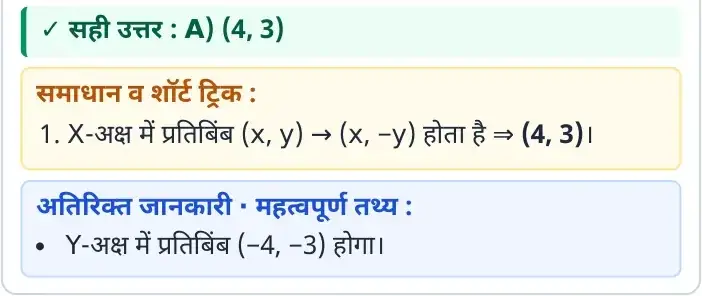 ✓ सही उत्तर : A) (4, 3)
समाधान व शॉर्ट ट्रिक :
1. X-अक्ष में प्रतिबिंब (x, y) → (x, −y) होता है ⇒ (4, 3)।
अतिरिक्त जानकारी · महत्वपूर्ण तथ्य :
• Y-अक्ष में प्रतिबिंब (−4, −3) होगा।